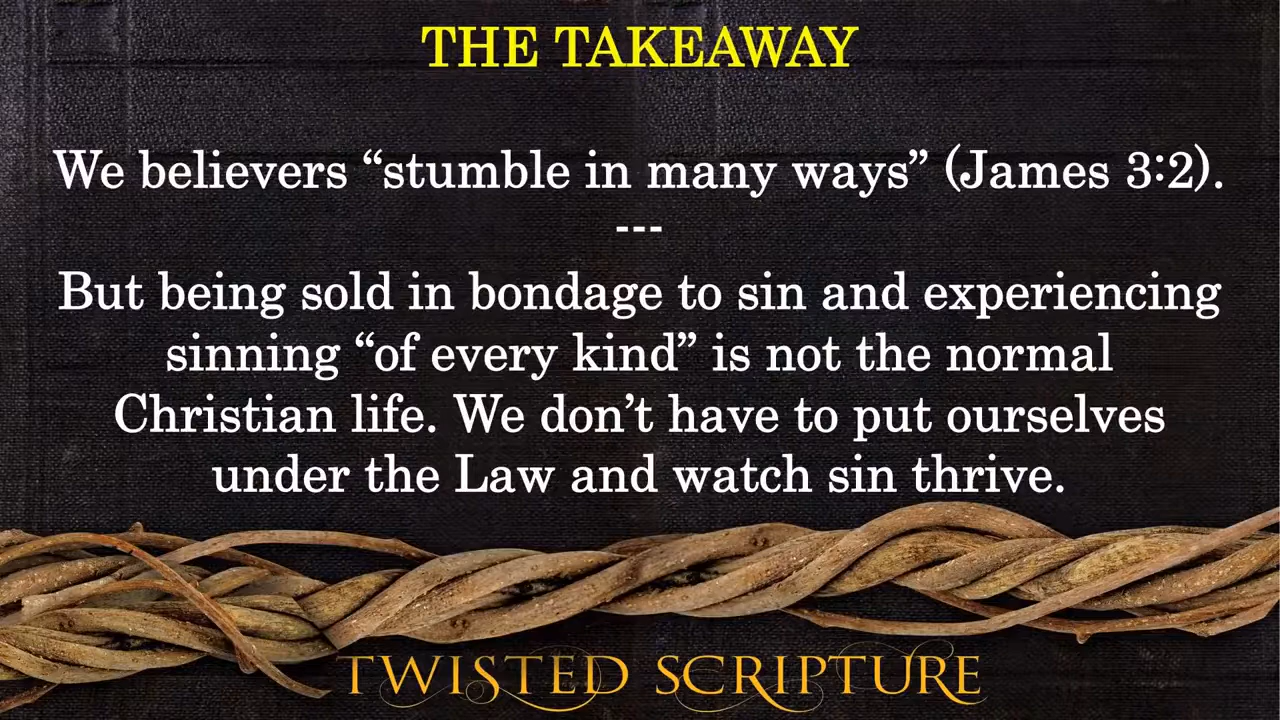 THE TAKEAWAY
We believers “stumble in many ways” (James 3:2).
---
But being sold in bondage to sin and experiencing
sinning “of every kind” is not the normal
Christian life. We don’t have to put ourselves
under the Law and watch sin thrive.
TWISTED SCRIPTURE